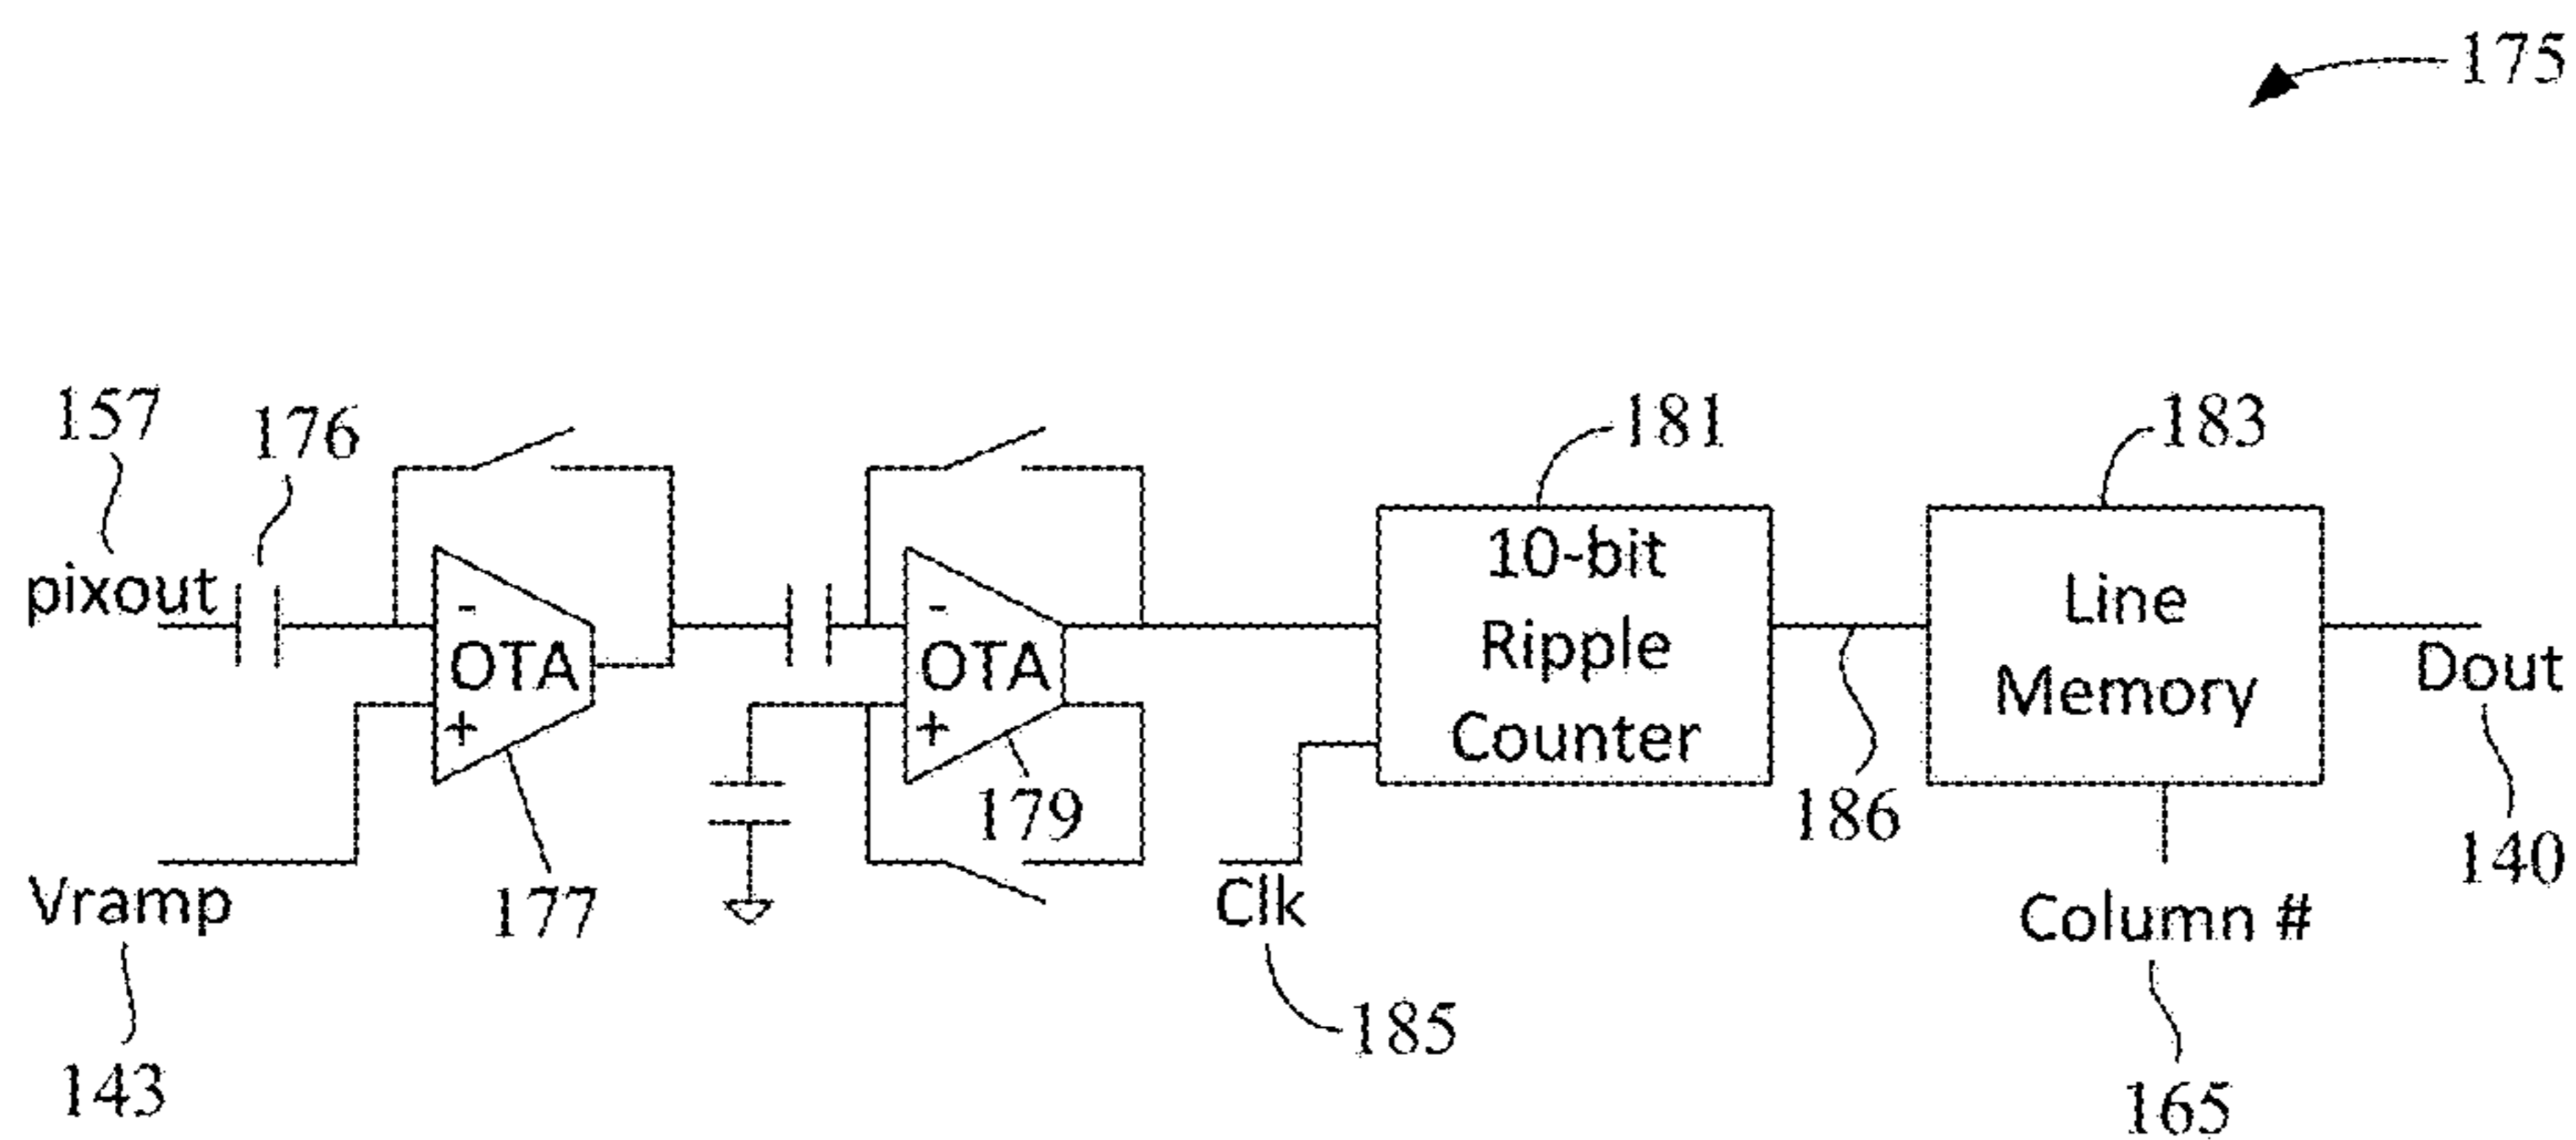 175
157
176
181
183
pixout
-
OTA
+
-
OTA
+
10-bit
Ripple
Counter
Line
Memory
Dout
177
179
186
140
Vramp
Clk
Column #
143
185
165